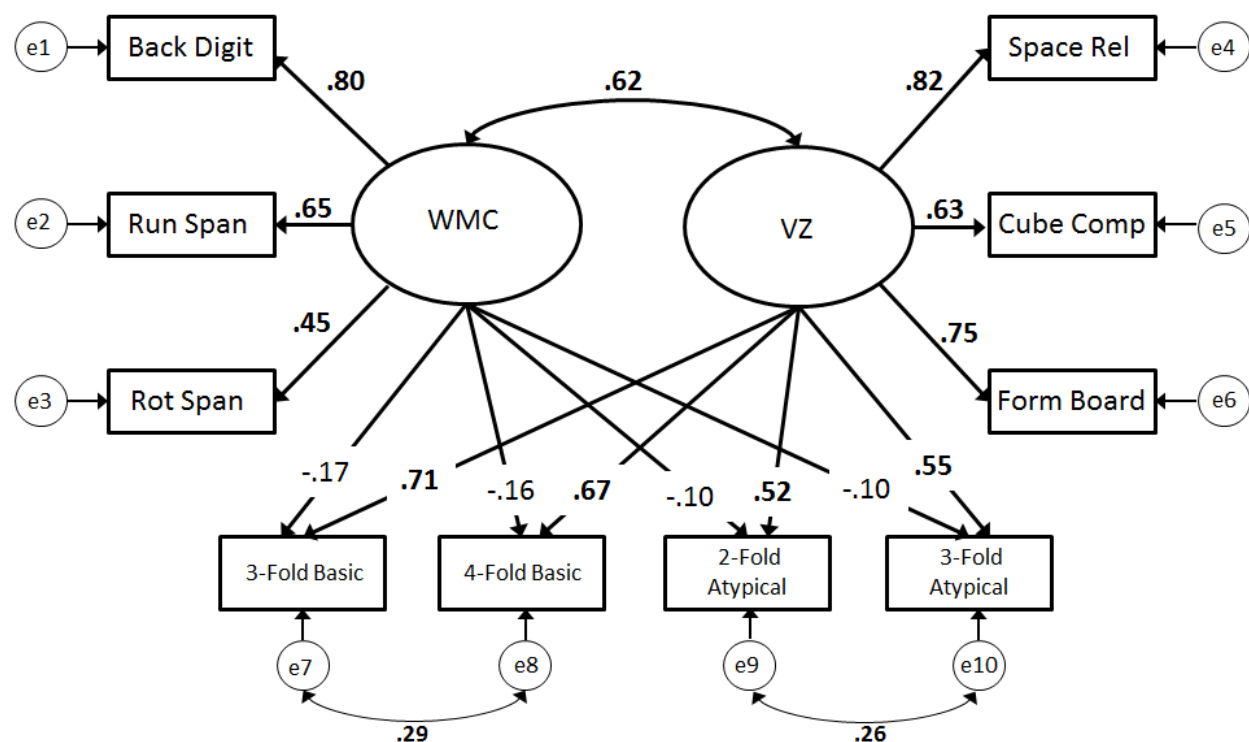 e1
Back Digit
Space Rel
e4
.80
.62
.82
e2
Run Span
.65
WMC
VZ
.63
Cube Comp
e5
.45
.75
e3
Rot Span
Form Board
e6
-.17
.71
-.16
.67
-.10
.52
-.10
.55
3-Fold Basic
4-Fold Basic
2-Fold
Atypical
3-Fold
Atypical
e7
e8
e9
e10
.29
.26